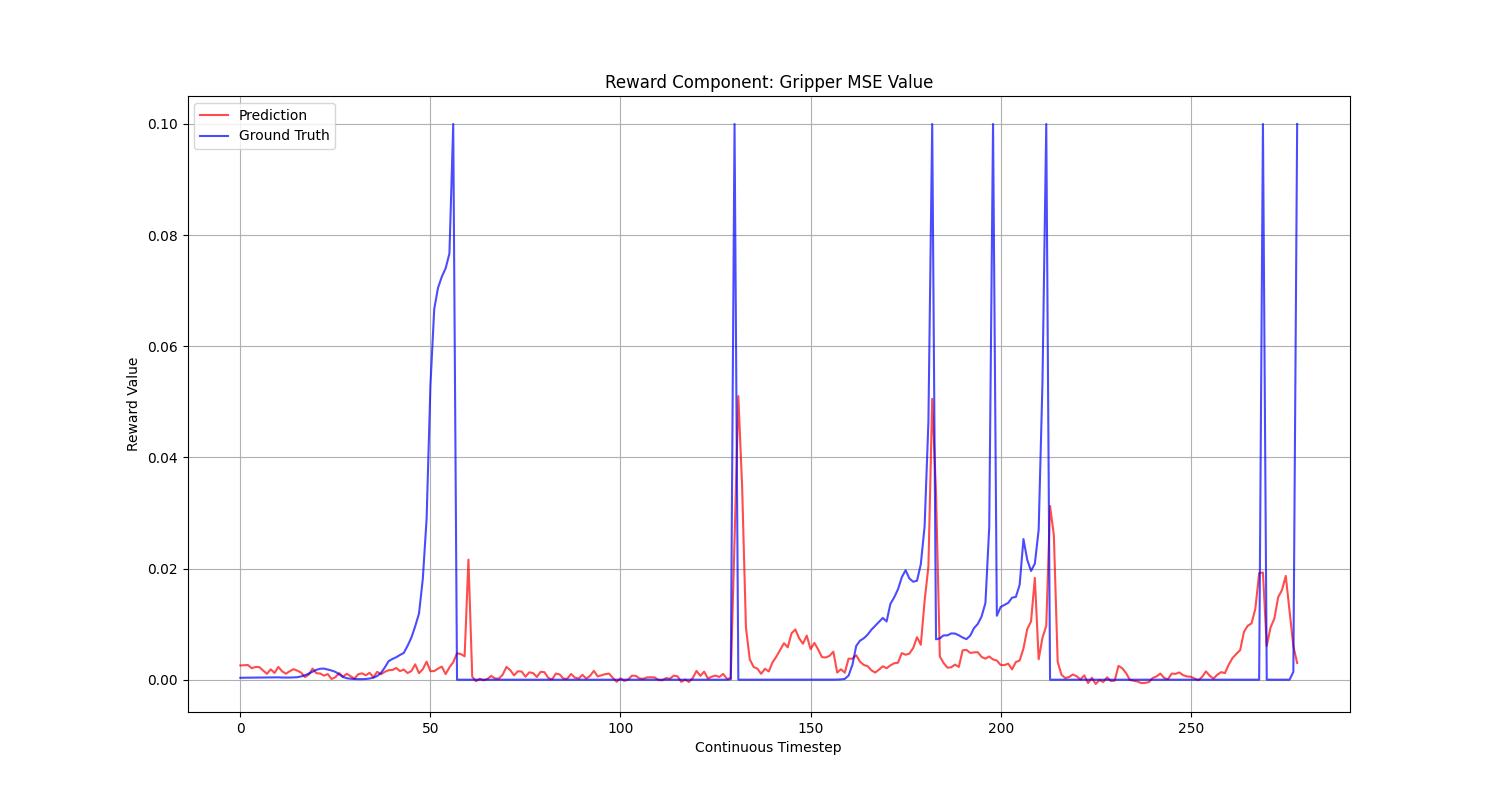 Reward Component: Gripper MSE Value
Prediction
Ground Truth
Reward Value
0.10
0.08
0.06
0.04
0.02
0.00
0 50 100 150 200 250
Continuous Timestep